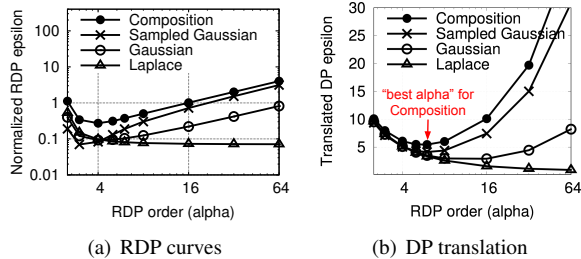 Composition
Sampled Gaussian
Gaussian
Laplace
Normalized RDP epsilon
100
10
1
0.1
0.01
4
16
64
RDP order (alpha)
(a) RDP curves
Composition
Sampled Gaussian
Gaussian
Laplace
Translated DP epsilon
30
25
20
15
10
5
"best alpha" for
Composition
4
16
64
RDP order (alpha)
(b) DP translation